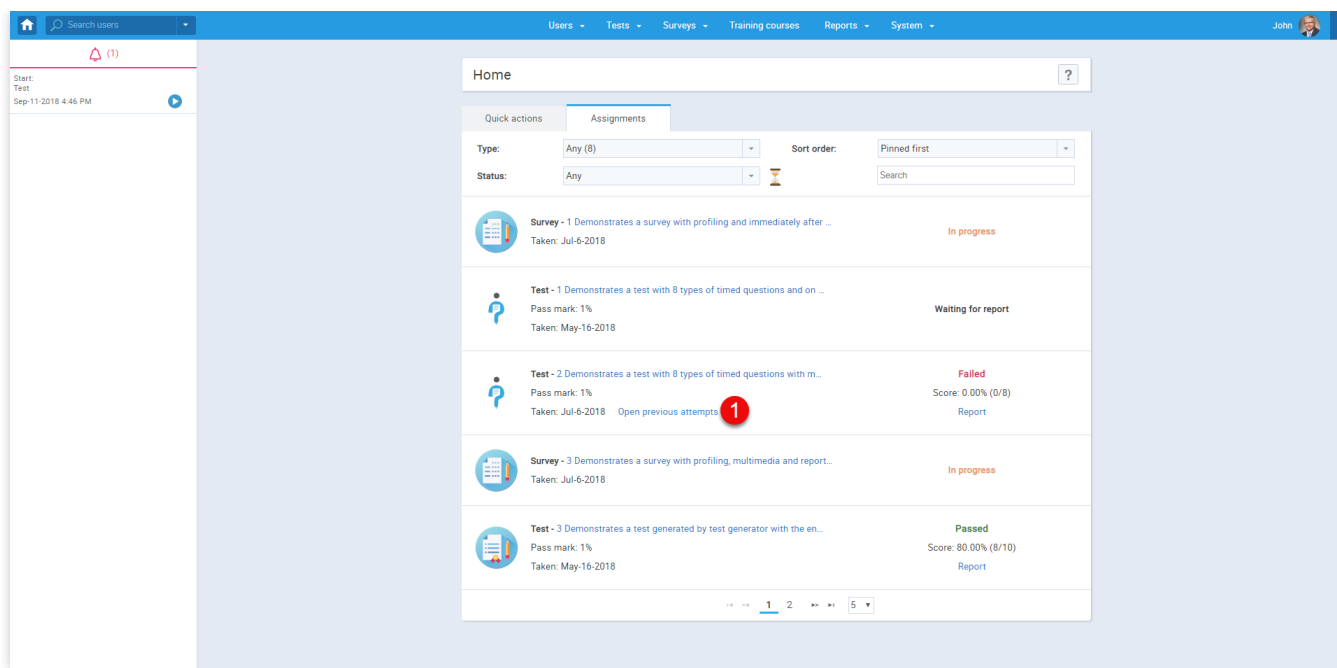 Search users
Users Tests Surveys Training courses Reports System
John
(1)
Start:
Test
Sep-11-2018 4:46 PM
Home
?
Quick actions Assignments
Type: Any (8) Sort order: Pinned first
Status: Any Search
Survey - 1 Demonstrates a survey with profiling and immediately after ...
Taken: Jul-6-2018
In progress
Test - 1 Demonstrates a test with 8 types of timed questions and on ...
Pass mark: 1%
Taken: May-16-2018
Waiting for report
Test - 2 Demonstrates a test with 8 types of timed questions with m...
Pass mark: 1%
Taken: Jul-6-2018 Open previous attempts 1
Failed
Score: 0.00% (0/8)
Report
Survey - 3 Demonstrates a survey with profiling, multimedia and report...
Taken: Jul-6-2018
In progress
Test - 3 Demonstrates a test generated by test generator with the en...
Pass mark: 1%
Taken: May-16-2018
Passed
Score: 80.00% (8/10)
Report
1 2 5